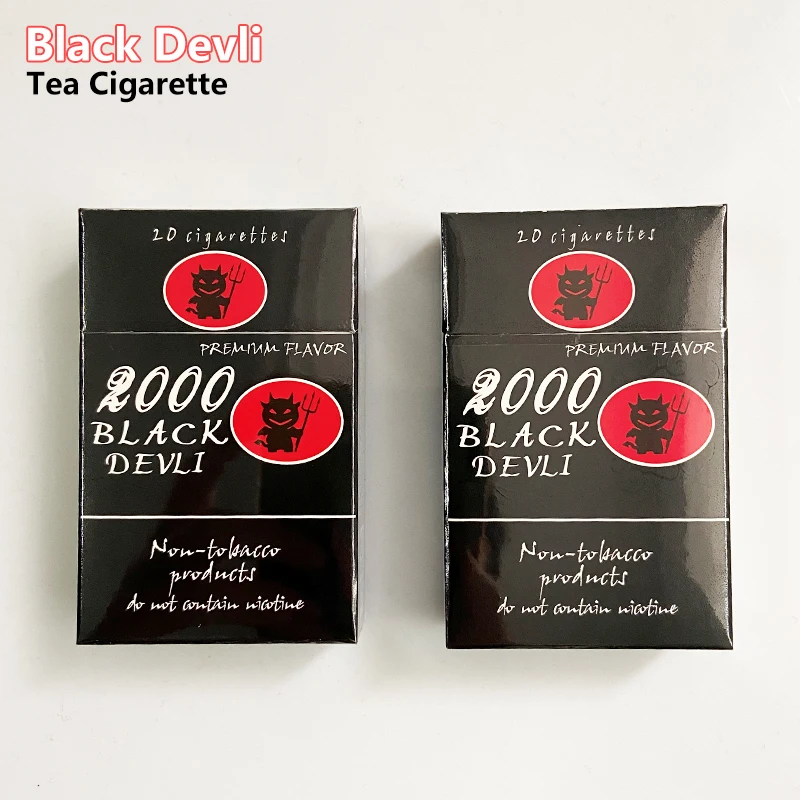 Black Devli
Tea Cigarette
20 cigarettes
PREMIUM FLAVOR
2000
BLACK
DEVLI
Non-tobacco
products
do not contain nicotine
20 cigarettes
PREMIUM FLAVOR
2000
BLACK
DEVLI
Non-tobacco
products
do not contain nicotine